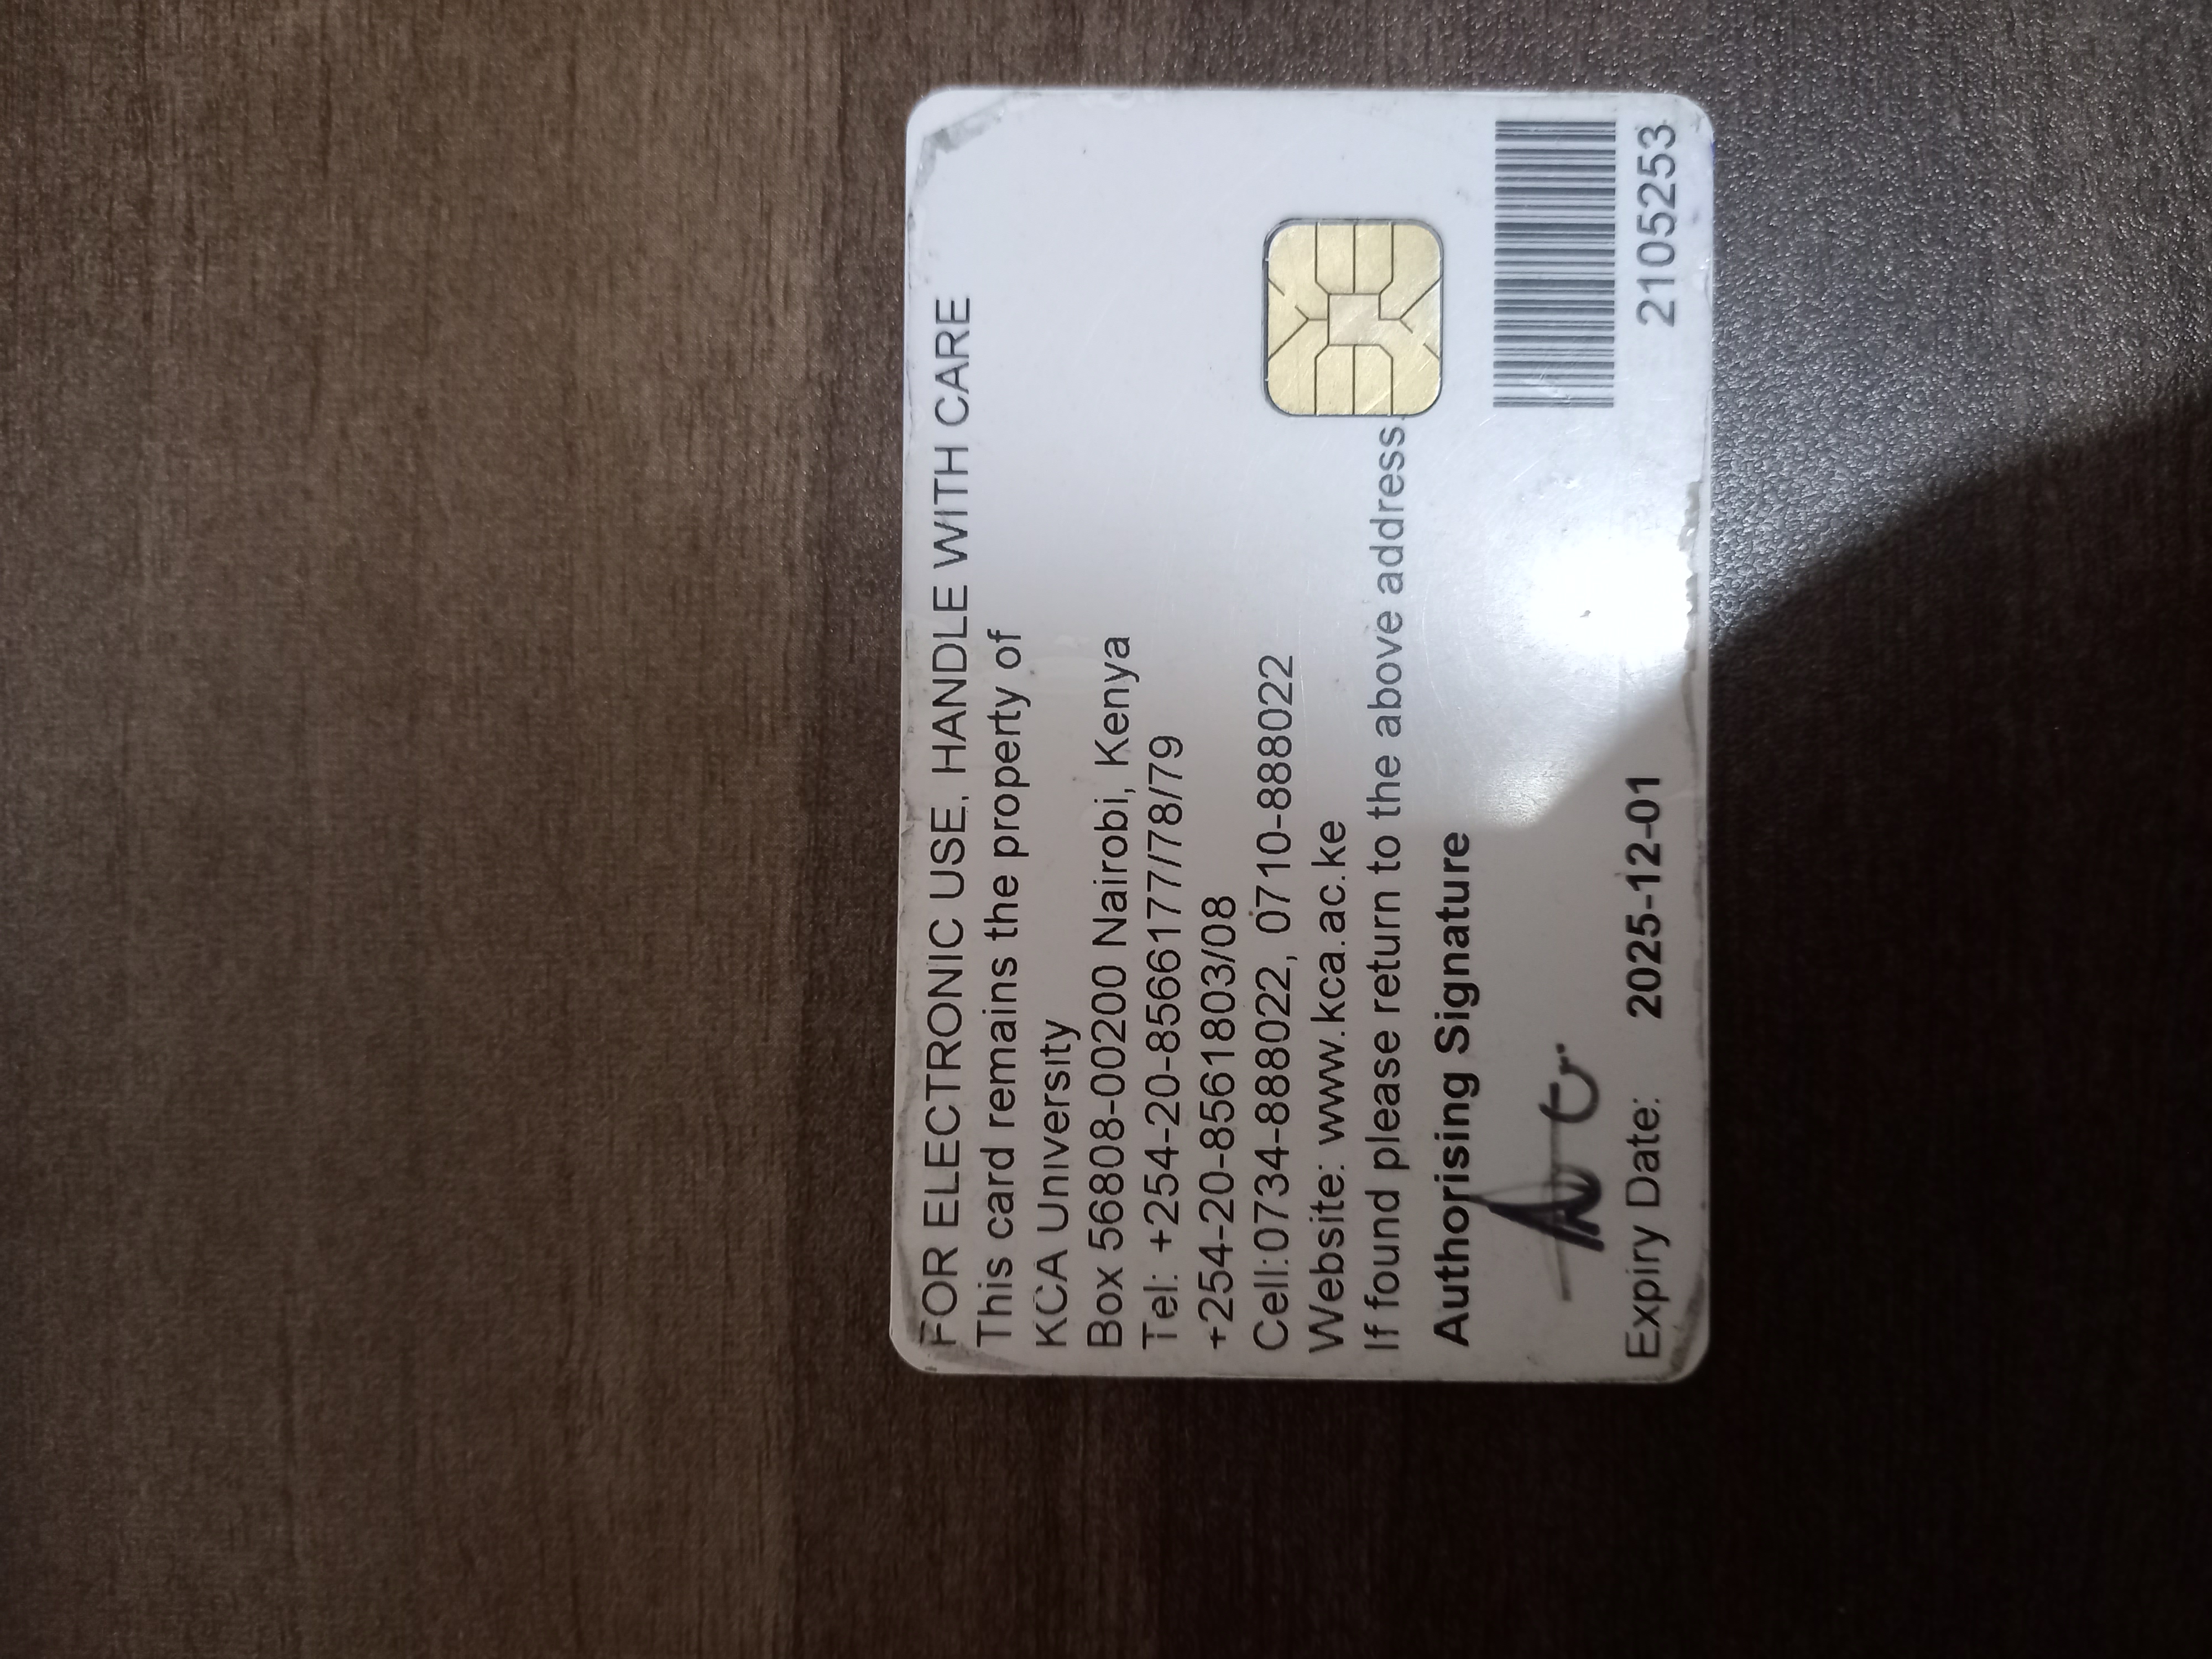 FOR ELECTRONIC USE, HANDLE WITH CARE
This card remains the property of
KCA University
Box 56808-00200 Nairobi, Kenya
Tel: +254-20-8566177/78/79
+254-20-8561803/08
Cell:0734-888022, 0710-888022
Website: www.kca.ac.ke
If found please return to the above address.
Authorising Signature
Expiry Date: 2025-12-01
2105253